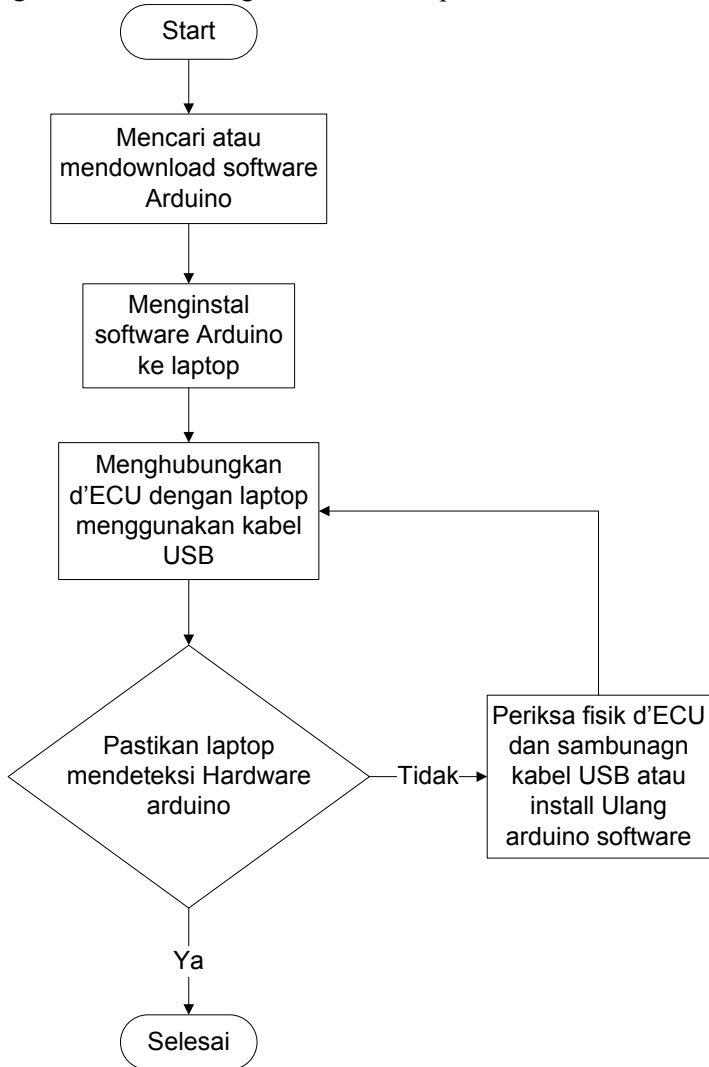 Start
Mencari atau
mendownload software
Arduino
Menginstal
software Arduino
ke laptop
Menghubungkan
d'ECU dengan laptop
menggunakan kabel
USB
Pastikan laptop
mendeteksi Hardware
arduino
Tidak
Periksa fisik d'ECU
dan sambunagn
kabel USB atau
install Ulang
arduino software
Ya
Selesai